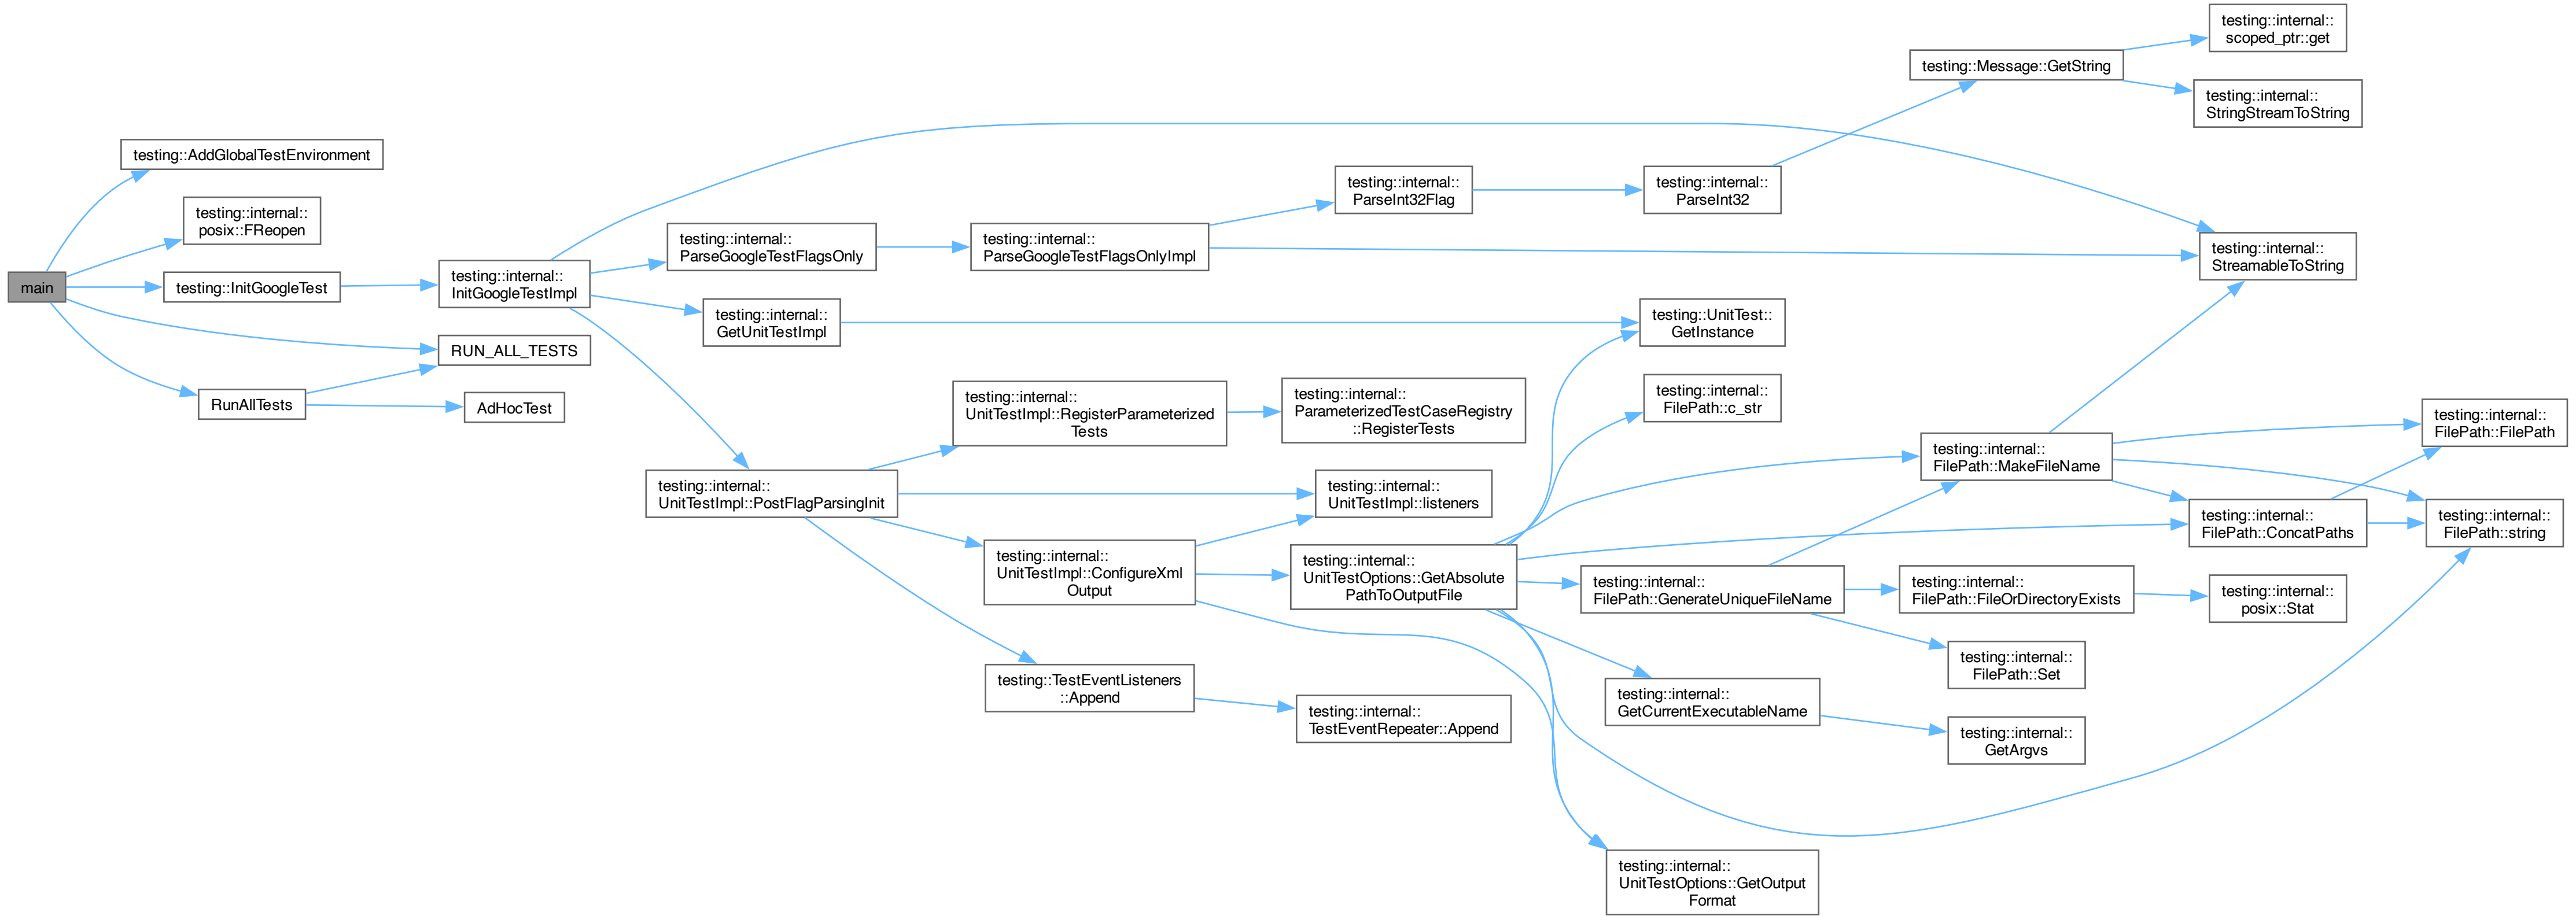 main
testing::AddGlobalTestEnvironment
testing::internal::
posix::FReopen
testing::InitGoogleTest
RUN_ALL_TESTS
RunAllTests
AdHocTest
testing::internal::
InitGoogleTestImpl
testing::internal::
ParseGoogleTestFlagsOnly
testing::internal::
GetUnitTestImpl
testing::internal::
UnitTestImpl::PostFlagParsingInit
testing::internal::
ParseGoogleTestFlagsOnlyImpl
testing::internal::
UnitTestImpl::RegisterParameterized
Tests
testing::internal::
UnitTestImpl::ConfigureXml
Output
testing::TestEventListeners
::Append
testing::internal::
ParseInt32Flag
testing::internal::
ParameterizedTestCaseRegistry
::RegisterTests
testing::internal::
UnitTestImpl::listeners
testing::internal::
UnitTestOptions::GetAbsolute
PathToOutputFile
testing::internal::
TestEventRepeater::Append
testing::internal::
ParseInt32
testing::UnitTest::
GetInstance
testing::internal::
FilePath::c_str
testing::internal::
FilePath::GenerateUniqueFileName
testing::internal::
GetCurrentExecutableName
testing::internal::
UnitTestOptions::GetOutput
Format
testing::Message::GetString
testing::internal::
FilePath::MakeFileName
testing::internal::
FilePath::FileOrDirectoryExists
testing::internal::
FilePath::Set
testing::internal::
GetArgvs
testing::internal::
scoped_ptr::get
testing::internal::
StringStreamToString
testing::internal::
StreamableToString
testing::internal::
FilePath::ConcatPaths
testing::internal::
posix::Stat
testing::internal::
FilePath::FilePath
testing::internal::
FilePath::string